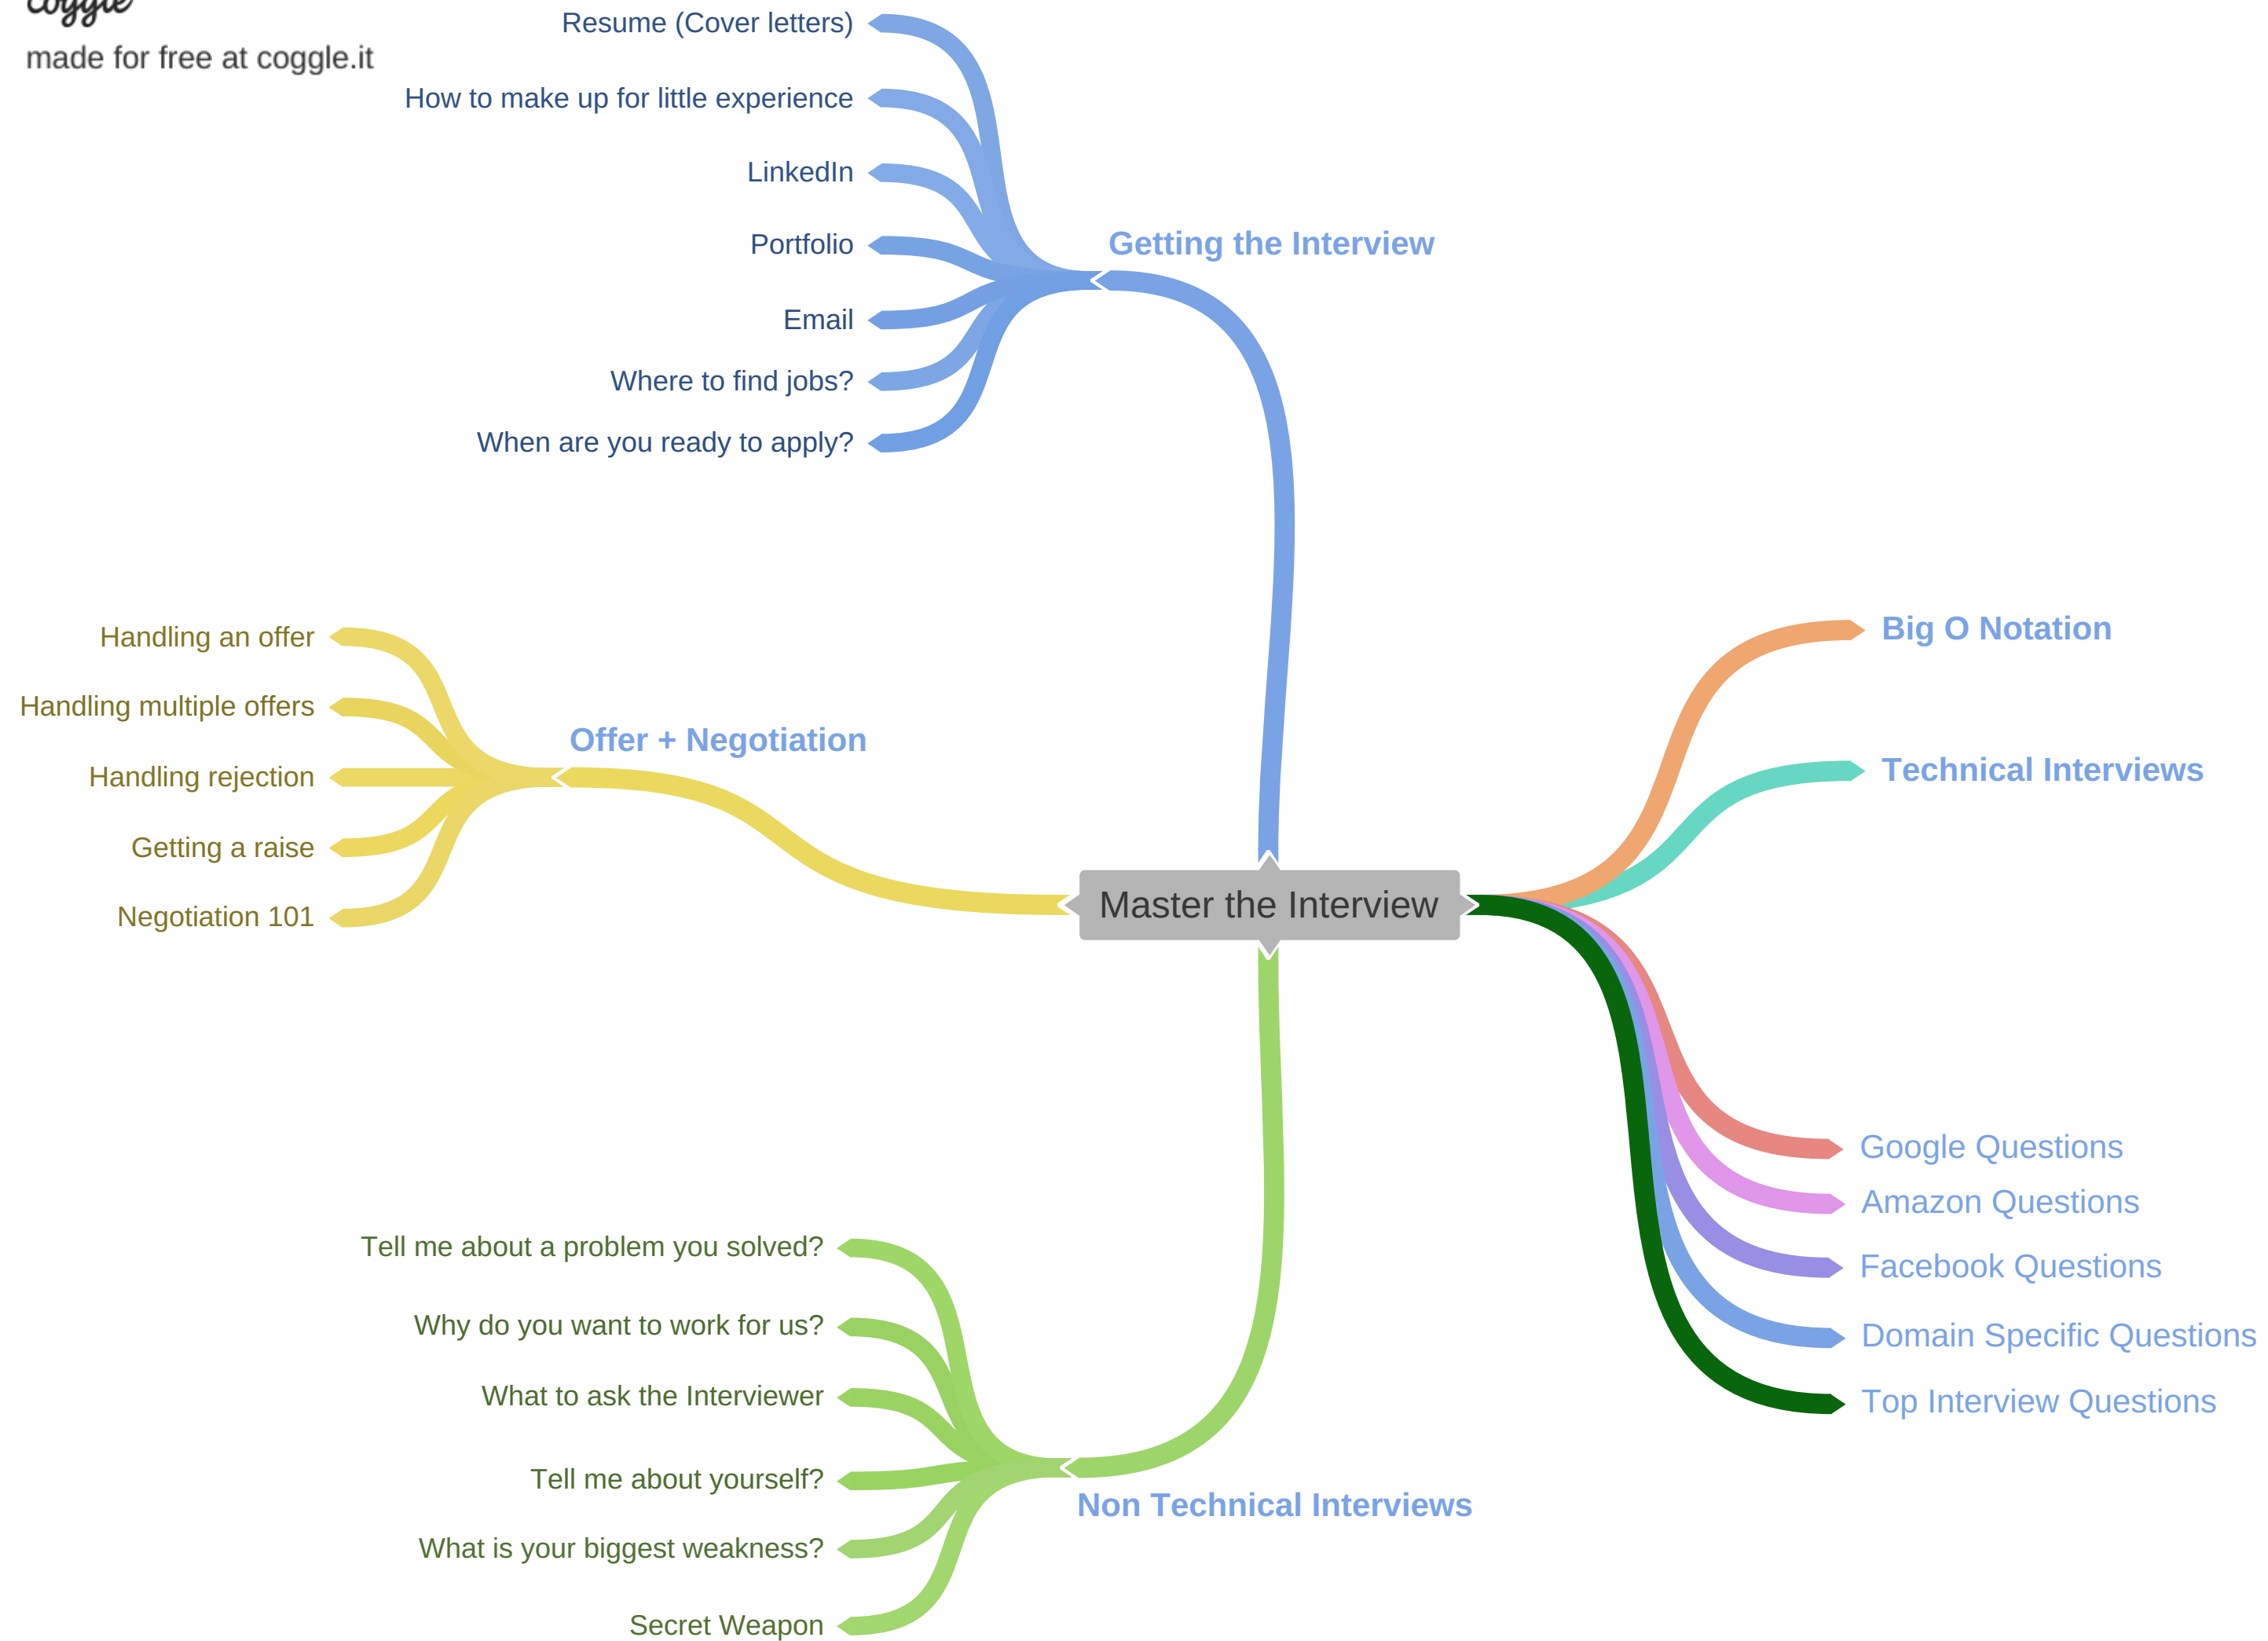 coggle
made for free at coggle.it
Resume (Cover letters)
How to make up for little experience
LinkedIn
Portfolio
Email
Where to find jobs?
When are you ready to apply?
Getting the Interview
Handling an offer
Handling multiple offers
Handling rejection
Getting a raise
Negotiation 101
Offer + Negotiation
Master the Interview
Big O Notation
Technical Interviews
Google Questions
Amazon Questions
Facebook Questions
Domain Specific Questions
Top Interview Questions
Tell me about a problem you solved?
Why do you want to work for us?
What to ask the Interviewer
Tell me about yourself?
What is your biggest weakness?
Secret Weapon
Non Technical Interviews